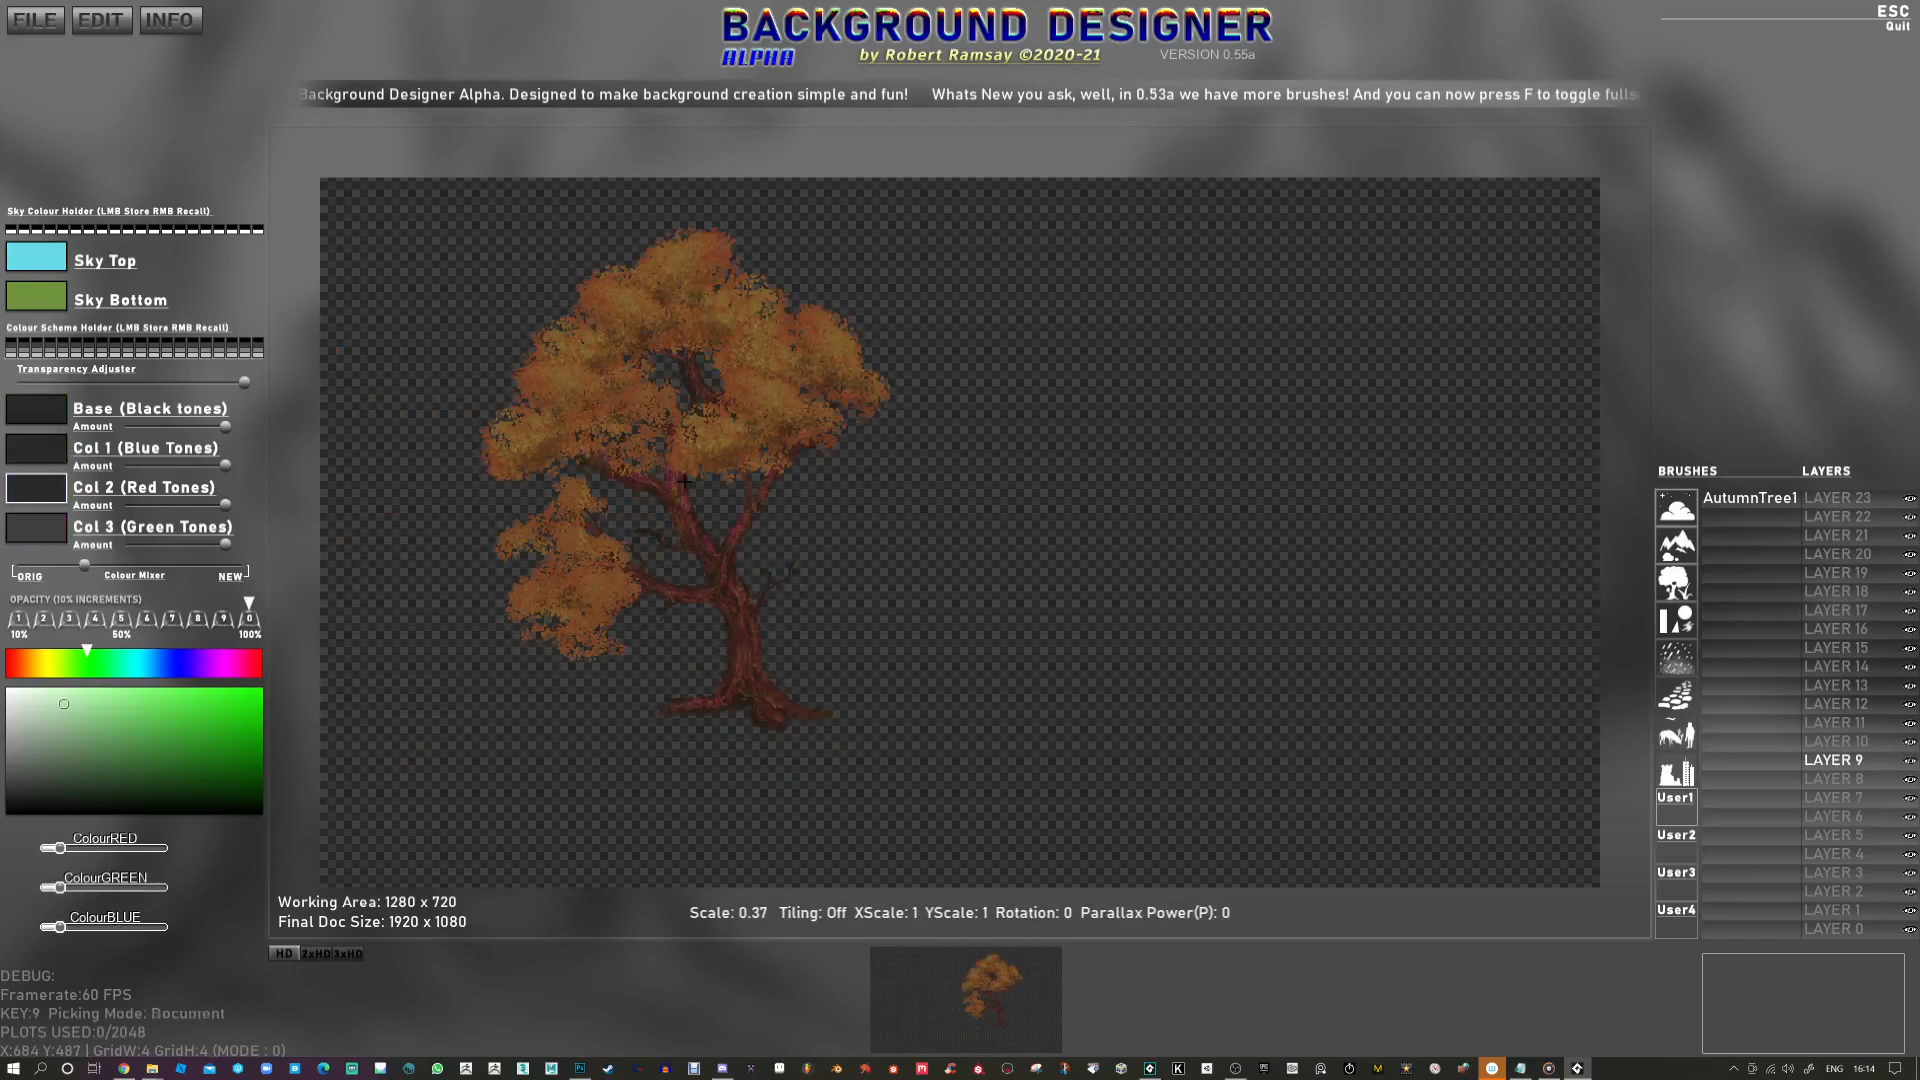 FILE EDIT INFO
BACKGROUND DESIGNER
ALPHA by Robert Ramsay ©2020-21 VERSION 0.55a
ESC
Quit
Background Designer Alpha. Designed to make background creation simple and fun! Whats New you ask, well, in 0.53a we have more brushes! And you can now press F to toggle fulls
Sky Colour Holder (LMB Store RMB Recall)
Sky Top
Sky Bottom
Colour Scheme Holder (LMB Store RMB Recall)
Transparency Adjuster
Base (Black tones)
Amount
Col 1 (Blue Tones)
Amount
Col 2 (Red Tones)
Amount
Col 3 (Green Tones)
Amount
ORIG Colour Mixer NEW
OPACITY (10% INCREMENTS)
1 2 3 4 5 6 7 8 9 0
10% 50% 100%
ColourRED
ColourGREEN
ColourBLUE
BRUSHES LAYERS
AutumnTree1 LAYER 23
LAYER 22
LAYER 21
LAYER 20
LAYER 19
LAYER 18
LAYER 17
LAYER 16
LAYER 15
LAYER 14
LAYER 13
LAYER 12
LAYER 11
LAYER 10
LAYER 9
LAYER 8
User1 LAYER 7
LAYER 6
User2 LAYER 5
LAYER 4
User3 LAYER 3
LAYER 2
User4 LAYER 1
LAYER 0
Working Area: 1280 x 720
Final Doc Size: 1920 x 1080
Scale: 0.37 Tiling: Off XScale: 1 YScale: 1 Rotation: 0 Parallax Power(P): 0
HD 2xHD 3xHD
DEBUG:
Framerate:60 FPS
KEY:9 Picking Mode: Document
PLOTS USED:0/2048
X:684 Y:487 | GridW:4 GridH:4 (MODE : 0)
ENG 16:14